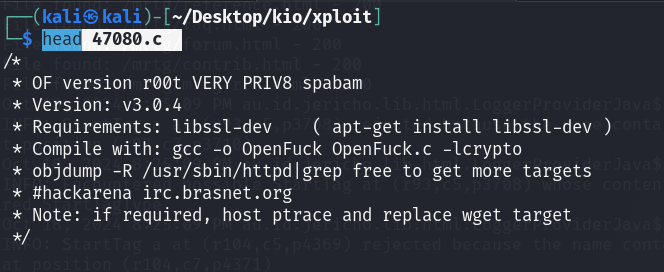 (kali㉿kali)-[~/Desktop/kio/xploit]
$ head 47080.c
/*
 * OF version r00t VERY PRIV8 spabam
 * Version: v3.0.4
 * Requirements: libssl-dev    ( apt-get install libssl-dev )
 * Compile with: gcc -o OpenFuck OpenFuck.c -lcrypto
 * objdump -R /usr/sbin/httpd|grep free to get more targets
 * #hackarena irc.brasnet.org
 * Note: if required, host ptrace and replace wget target
 */